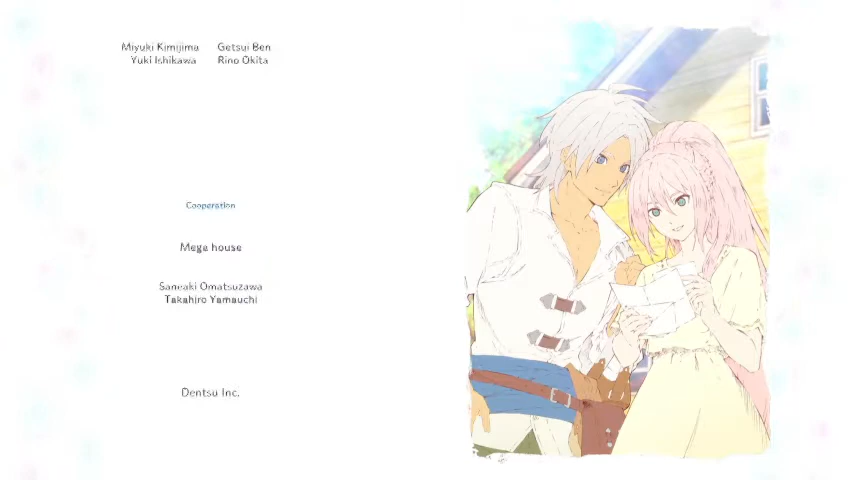 Miyuki Kimijima Getsui Ben
Yuki Ishikawa Rino Okita
Cooperation
Mega house
Saneaki Omatsuzawa
Takahiro Yamauchi
Dentsu Inc.